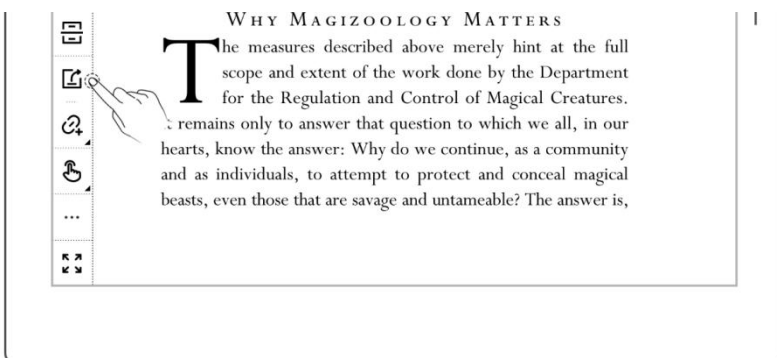 WHY MAGIZOOLOGY MATTERS
The measures described above merely hint at the full
scope and extent of the work done by the Department
for the Regulation and Control of Magical Creatures.
remains only to answer that question to which we all, in our
hearts, know the answer: Why do we continue, as a community
and as individuals, to attempt to protect and conceal magical
beasts, even those that are savage and untameable? The answer is,